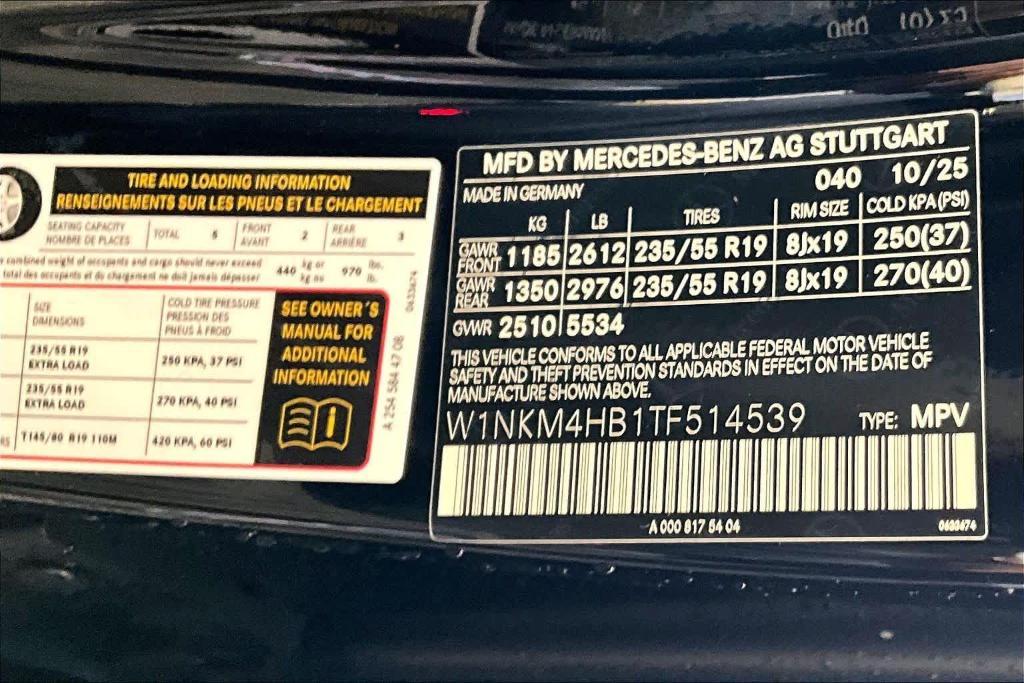 TIRE AND LOADING INFORMATION
RENSEIGNEMENTS SUR LES PNEUS ET LE CHARGEMENT
SEATING CAPACITY
NOMBRE DE PLACES
TOTAL 5
FRONT
AVANT
2
REAR
ARRIÈRE
3
combined weight of occupants and cargo should never exceed
total des occupants et du chargement ne doit jamais dépasser
440 kg or
kg ou
970 lbs.
lb.
SIZE
DIMENSIONS
COLD TIRE PRESSURE
PRESSION DES
PNEUS À FROID
235/55 R19
EXTRA LOAD
250 KPA, 37 PSI
235/55 R19
EXTRA LOAD
270 KPA, 40 PSI
T145/80 R19 110M
420 KPA, 60 PSI
SEE OWNER'S
MANUAL FOR
ADDITIONAL
INFORMATION
0633674
A 254 584 47 08
MFD BY MERCEDES-BENZ AG STUTTGART
MADE IN GERMANY
040 10/25
KG LB TIRES RIM SIZE COLD KPA(PSI)
GAWR
FRONT
1185 2612 235/55 R19 8Jx19 250(37)
GAWR
REAR
1350 2976 235/55 R19 8Jx19 270(40)
GVWR 2510 5534
THIS VEHICLE CONFORMS TO ALL APPLICABLE FEDERAL MOTOR VEHICLE
SAFETY AND THEFT PREVENTION STANDARDS IN EFFECT ON THE DATE OF
MANUFACTURE SHOWN ABOVE.
W1NKM4HB1TF514539 TYPE: MPV
A 000 817 54 04
0633674